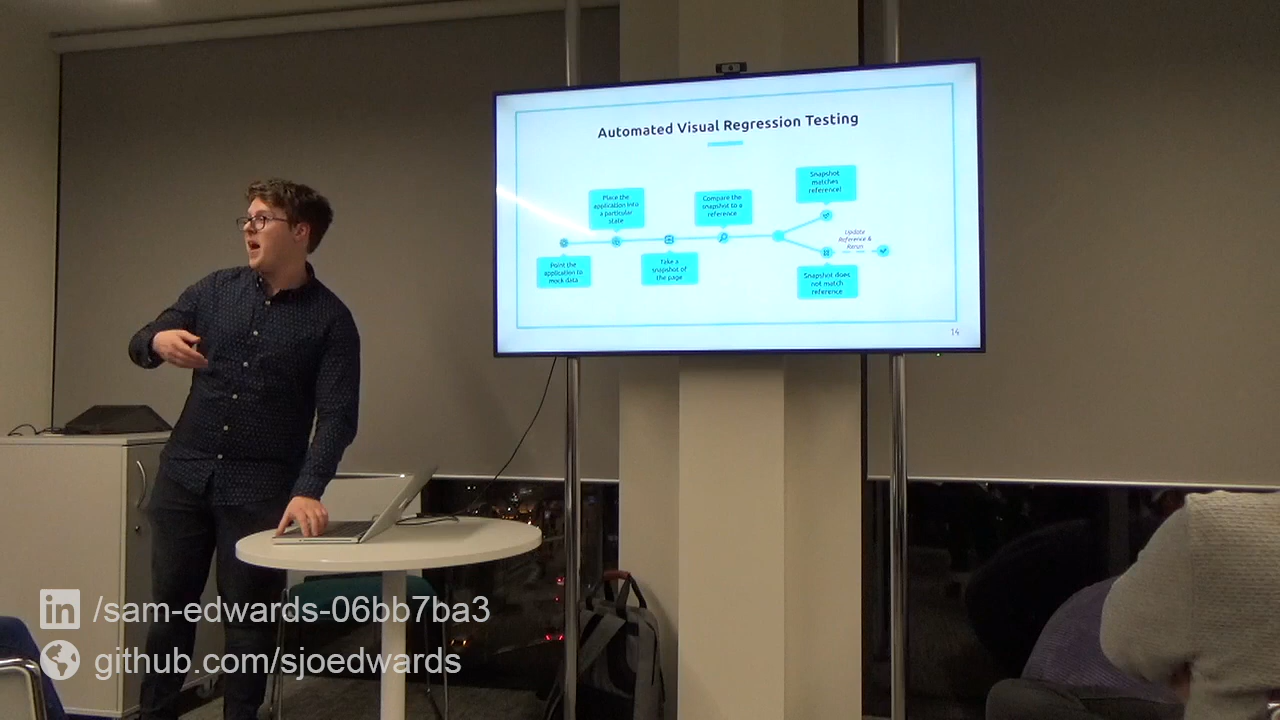 Automated Visual Regression Testing
Place the
application into
a particular
state
Compare the
snapshot to a
reference
Snapshot
matches
reference!
Point the
application to
mock data
Take a
snapshot of
the page
Update
Reference &
Rerun
Snapshot does
not match
reference
14
in /sam-edwards-06bb7ba3
github.com/sjoedwards